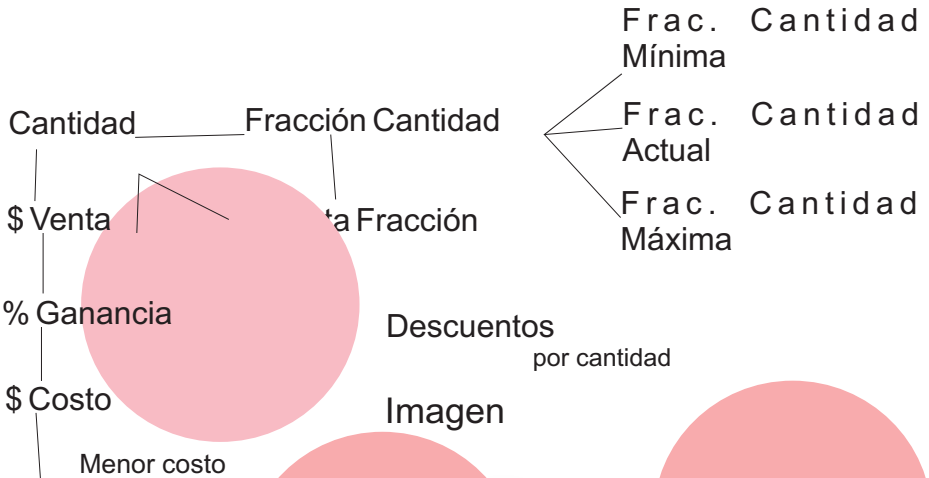 Frac. Cantidad
Mínima
Cantidad
Fracción Cantidad
Frac. Cantidad
Actual
Frac. Cantidad
Máxima
$ Venta
ta Fracción
% Ganancia
Descuentos
por cantidad
$ Costo
Imagen
Menor costo